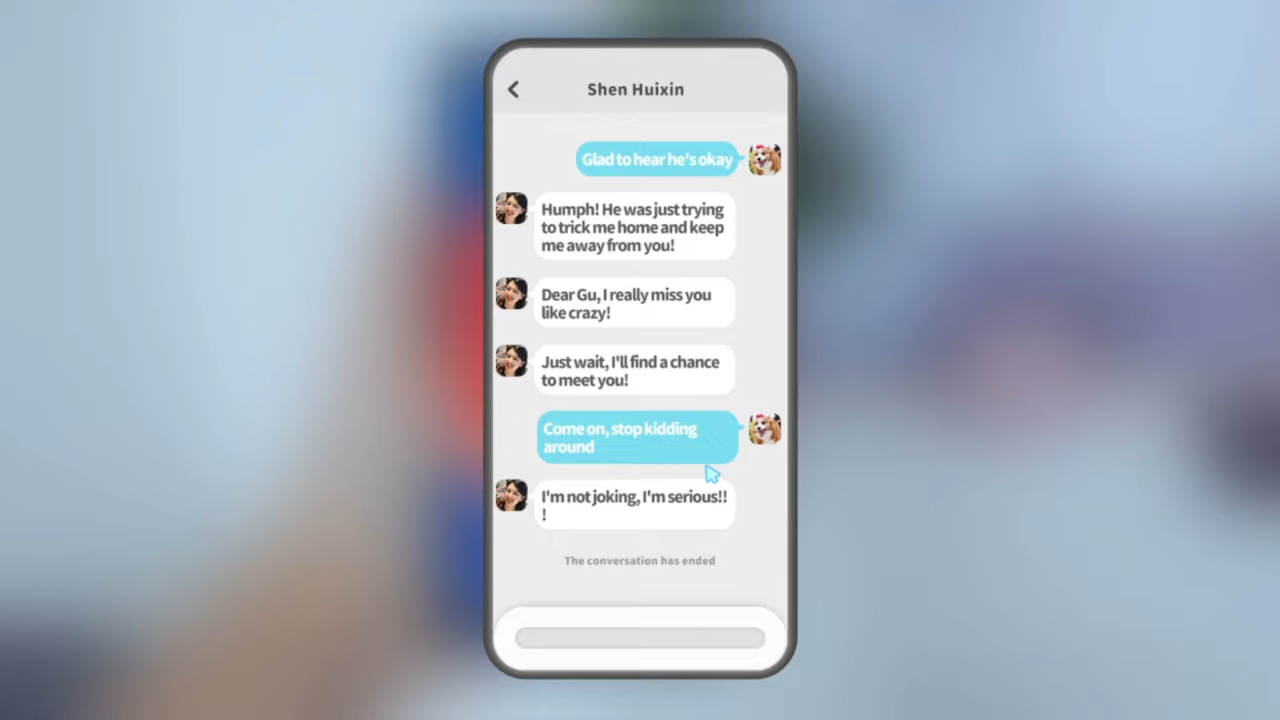 Shen Huixin
Glad to hear he's okay
Humph! He was just trying
to trick me home and keep
me away from you!
Dear Gu, I really miss you
like crazy!
Just wait, I'll find a chance
to meet you!
Come on, stop kidding
around
I'm not joking, I'm serious!!
!
The conversation has ended